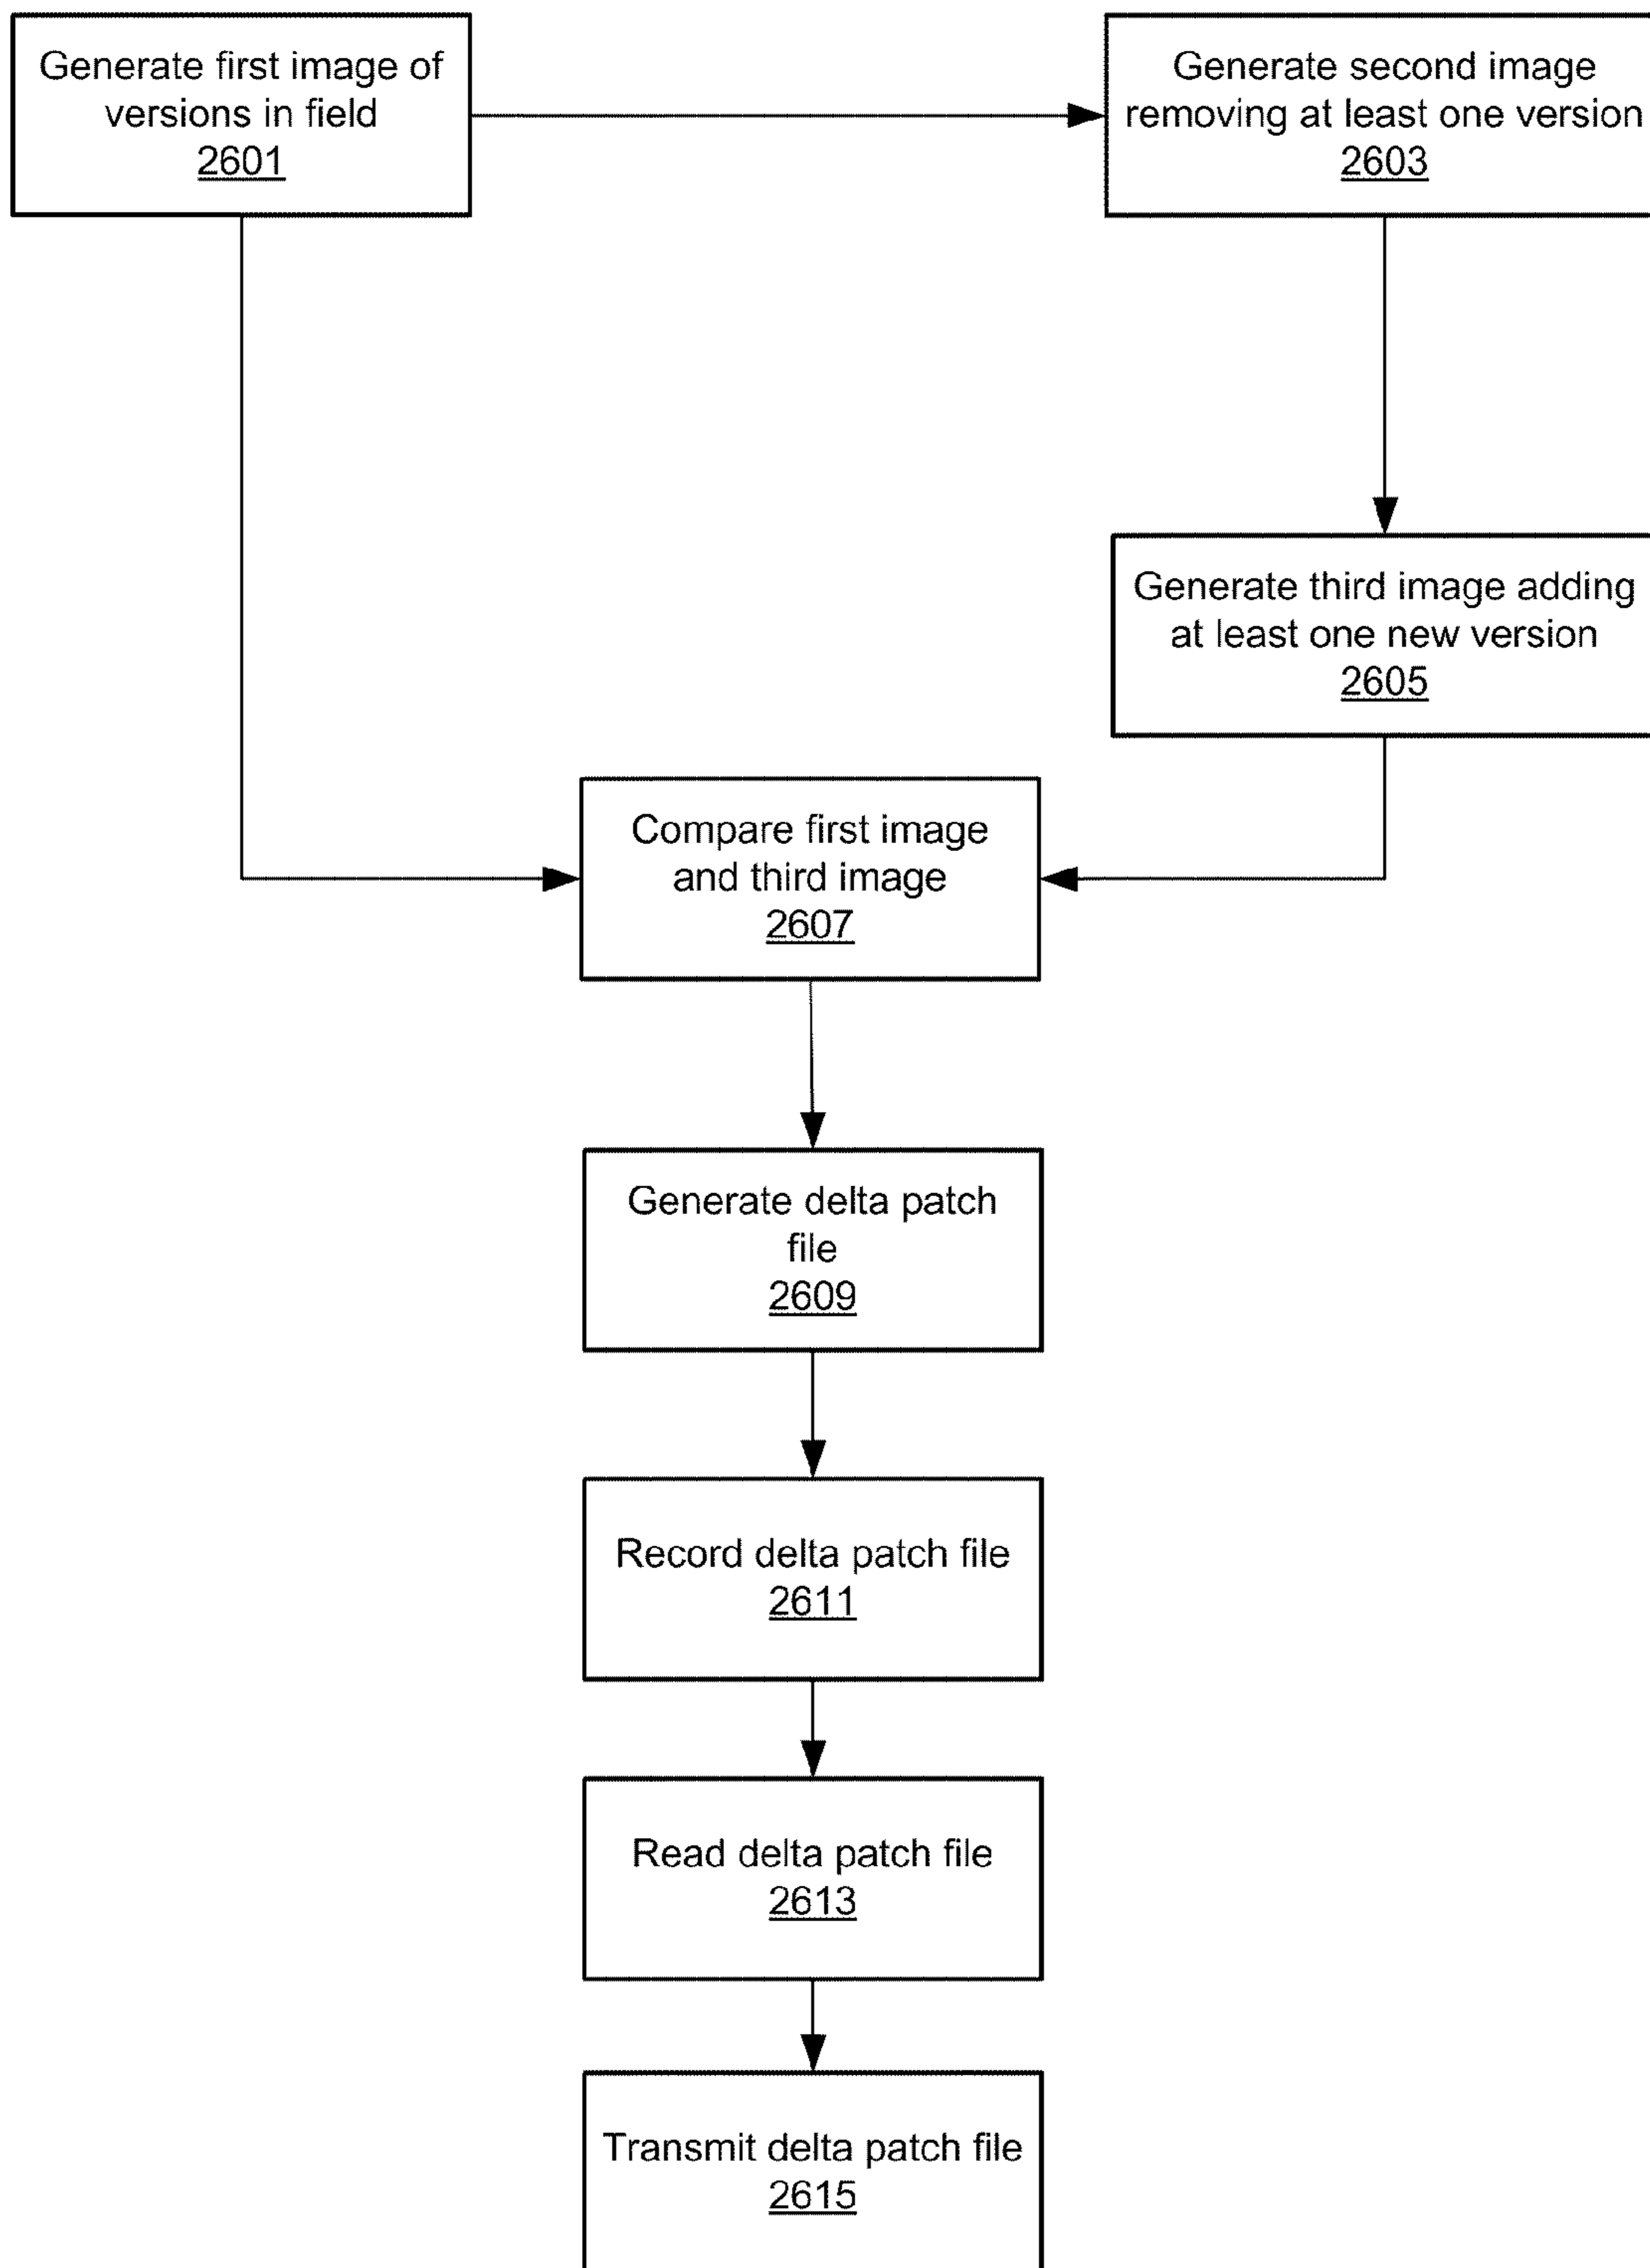 Generate first image of
versions in field
2601
Generate second image
removing at least one version
2603
Generate third image adding
at least one new version
2605
Compare first image
and third image
2607
Generate delta patch
file
2609
Record delta patch file
2611
Read delta patch file
2613
Transmit delta patch file
2615